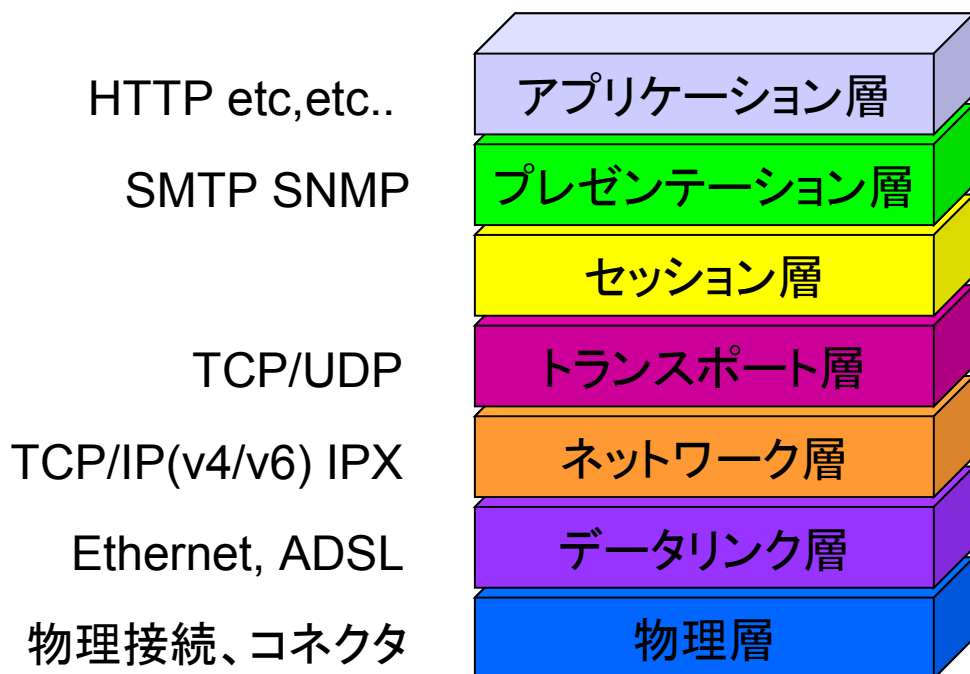 HTTP etc,etc.. アプリケーション層
SMTP SNMP プレゼンテーション層
セッション層
TCP/UDP トランスポート層
TCP/IP(v4/v6) IPX ネットワーク層
Ethernet, ADSL データリンク層
物理接続、コネクタ 物理層